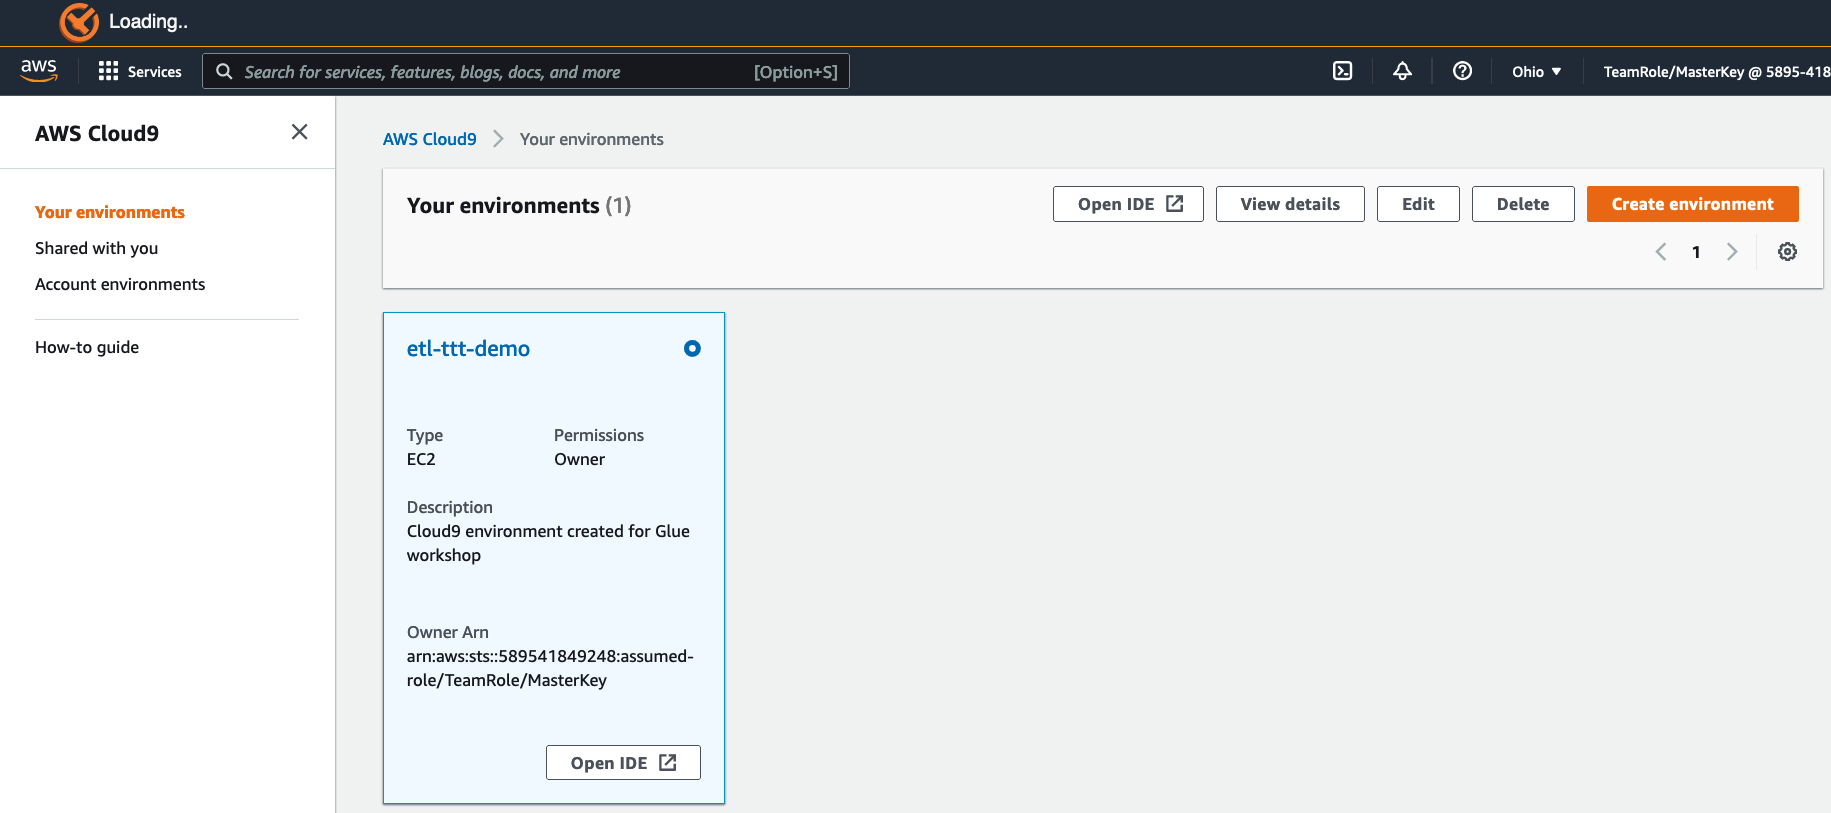 Loading..
aws
Services
Search for services, features, blogs, docs, and more
[Option+S]
Ohio
TeamRole/MasterKey @ 5895-418
AWS Cloud9
Your environments
Shared with you
Account environments
How-to guide
AWS Cloud9
Your environments
Your environments (1)
Open IDE
View details
Edit
Delete
Create environment
1
etl-ttt-demo
Type
Permissions
EC2
Owner
Description
Cloud9 environment created for Glue
workshop
Owner Arn
arn:aws:sts::589541849248:assumed-
role/TeamRole/MasterKey
Open IDE